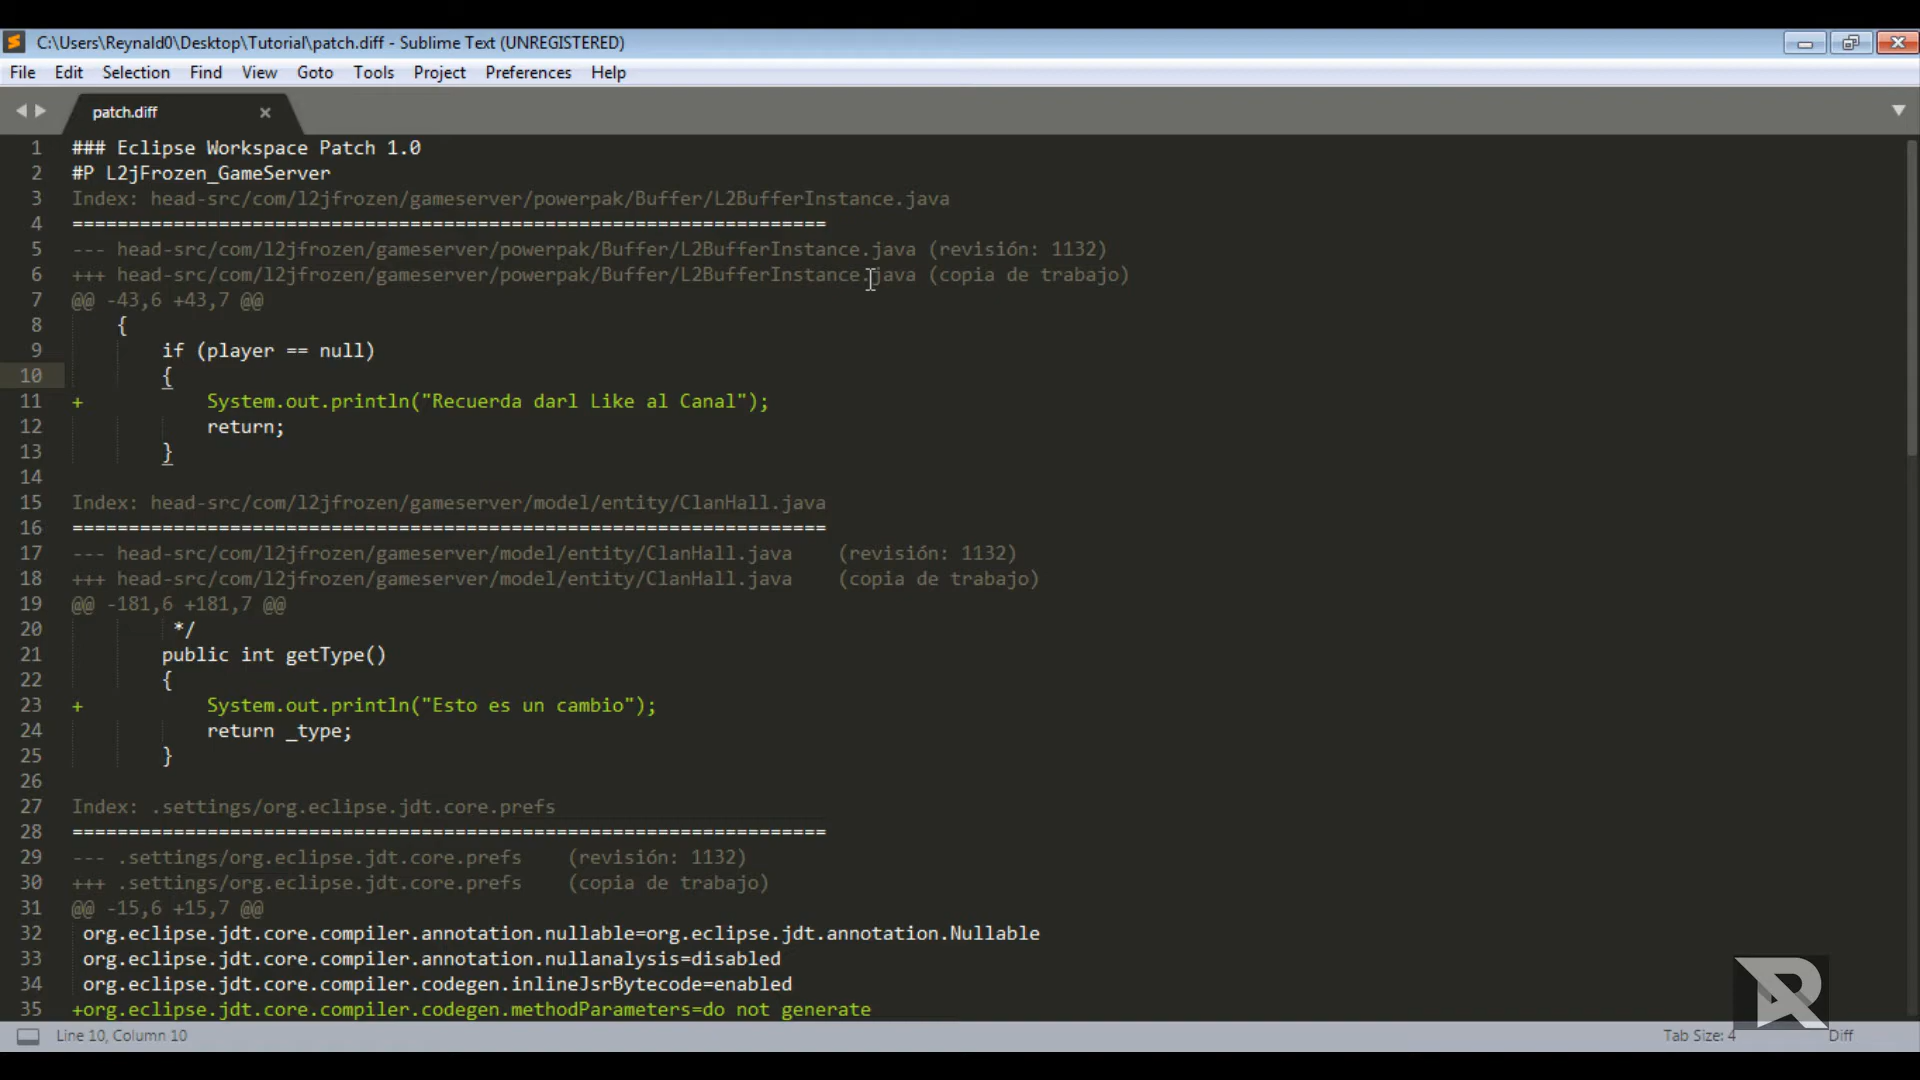 C:\Users\Reynald0\Desktop\Tutorial\patch.diff - Sublime Text (UNREGISTERED)
File Edit Selection Find View Goto Tools Project Preferences Help
patch.diff
1 ### Eclipse Workspace Patch 1.0
2 #P L2jFrozen_GameServer
3 Index: head-src/com/l2jfrozen/gameserver/powerpak/Buffer/L2BufferInstance.java
4 ===================================================================
5 --- head-src/com/l2jfrozen/gameserver/powerpak/Buffer/L2BufferInstance.java (revisión: 1132)
6 +++ head-src/com/l2jfrozen/gameserver/powerpak/Buffer/L2BufferInstance.java (copia de trabajo)
7 @@ -43,6 +43,7 @@
8 {
9 if (player == null)
10 {
11 + System.out.println("Recuerda darl Like al Canal");
12 return;
13 }
14
15 Index: head-src/com/l2jfrozen/gameserver/model/entity/ClanHall.java
16 ===================================================================
17 --- head-src/com/l2jfrozen/gameserver/model/entity/ClanHall.java (revisión: 1132)
18 +++ head-src/com/l2jfrozen/gameserver/model/entity/ClanHall.java (copia de trabajo)
19 @@ -181,6 +181,7 @@
20 */
21 public int getType()
22 {
23 + System.out.println("Esto es un cambio");
24 return _type;
25 }
26
27 Index: .settings/org.eclipse.jdt.core.prefs
28 ===================================================================
29 --- .settings/org.eclipse.jdt.core.prefs (revisión: 1132)
30 +++ .settings/org.eclipse.jdt.core.prefs (copia de trabajo)
31 @@ -15,6 +15,7 @@
32 org.eclipse.jdt.core.compiler.annotation.nullable=org.eclipse.jdt.annotation.Nullable
33 org.eclipse.jdt.core.compiler.annotation.nullanalysis=disabled
34 org.eclipse.jdt.core.compiler.codegen.inlineJsrBytecode=enabled
35 +org.eclipse.jdt.core.compiler.codegen.methodParameters=do not generate
Line 10, Column 10 Tab Size: 4 Diff